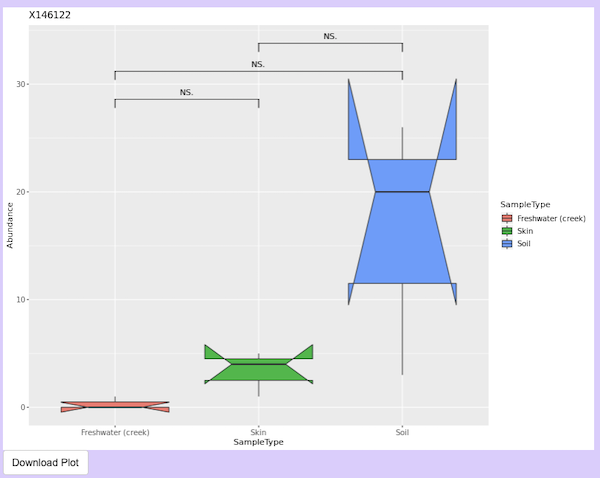 X146122
NS.
NS.
NS.
30
20
10
0
Abundance
Freshwater (creek)
Skin
Soil
SampleType
SampleType
Freshwater (creek)
Skin
Soil
Download Plot